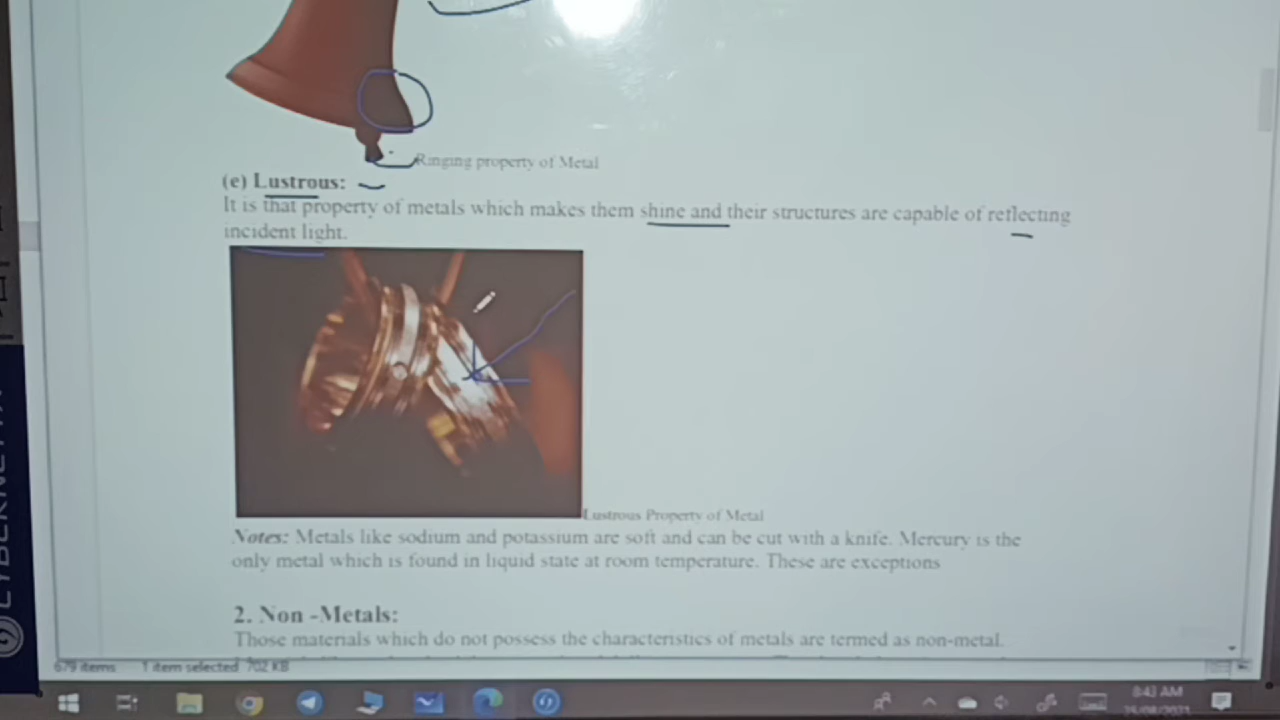 Ringing property of Metal
(e) Lustrous:
It is that property of metals which makes them shine and their structures are capable of reflecting
incident light.
Lustrous Property of Metal
Notes: Metals like sodium and potassium are soft and can be cut with a knife. Mercury is the
only metal which is found in liquid state at room temperature. These are exceptions
2. Non -Metals:
Those materials which do not possess the characteristics of metals are termed as non-metal.
679 items 1 item selected 702 KB
8:43 AM